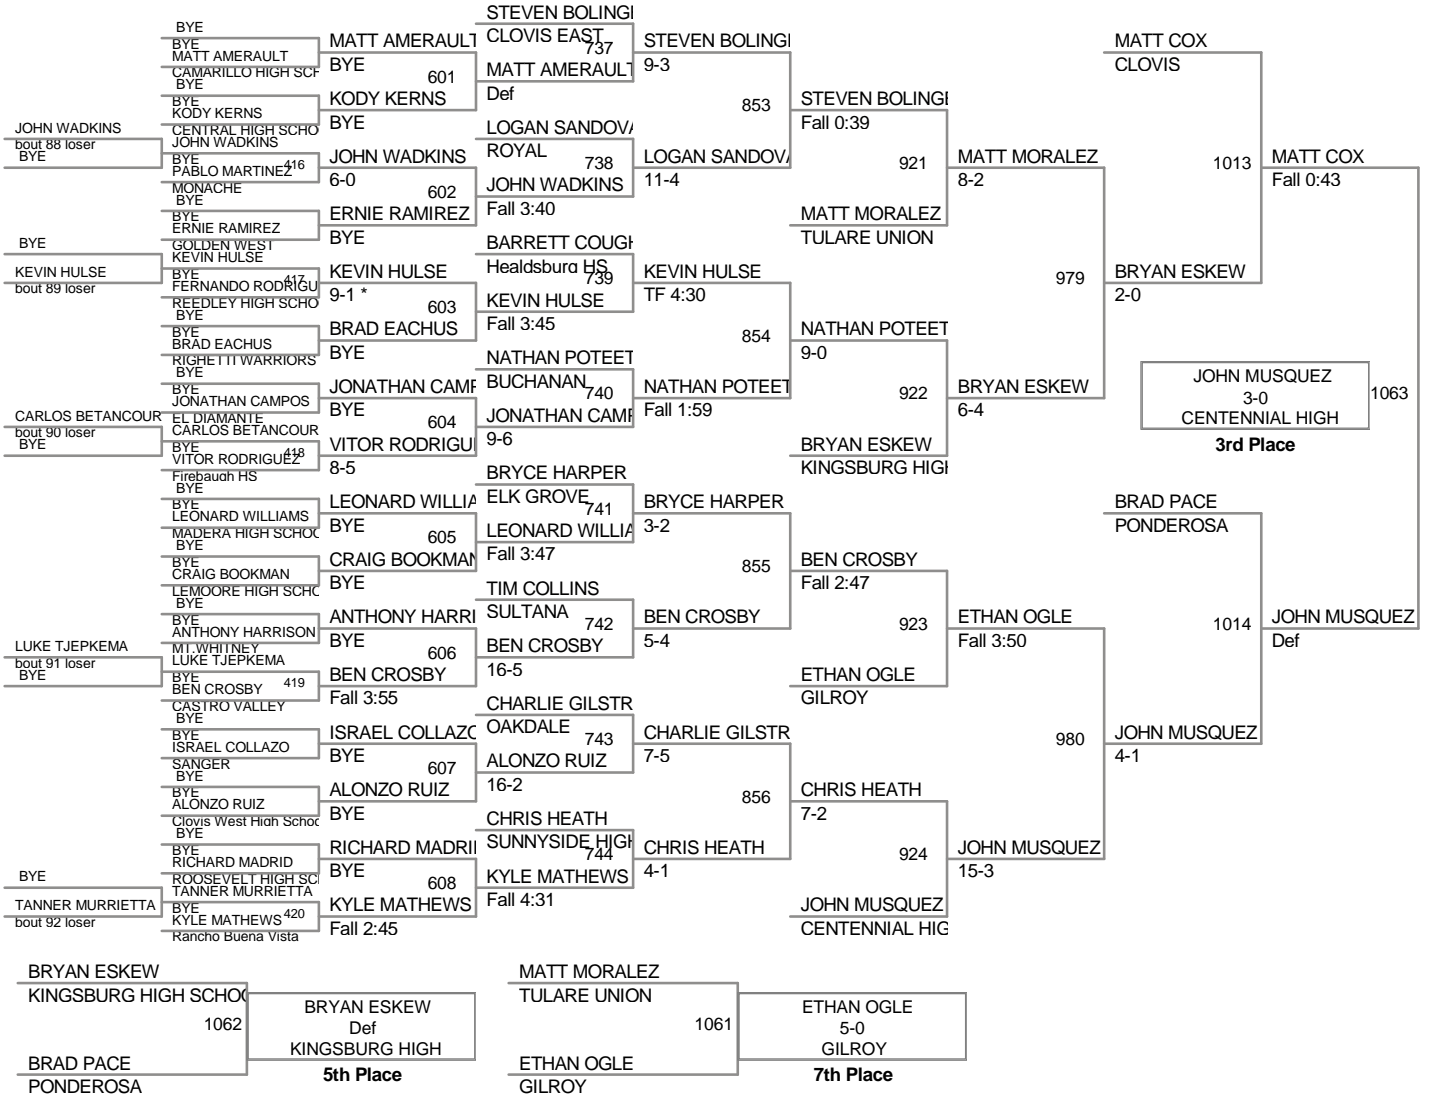 JOHN WADKINS
bout 88 loser
BYE
BYE
KEVIN HULSE
bout 89 loser
CARLOS BETANCOUR
bout 90 loser
BYE
LUKE TJEPKEMA
bout 91 loser
BYE
BYE
TANNER MURRIETTA
bout 92 loser
BYE
BYE
MATT AMERAULT
CAMARILLO HIGH SCH
BYE
BYE
KODY KERNS
CENTRAL HIGH SCHO
JOHN WADKINS
BYE
416
PABLO MARTINEZ
MONACHE
BYE
BYE
ERNIE RAMIREZ
GOLDEN WEST
KEVIN HULSE
BYE
417
FERNANDO RODRIGU
REEDLEY HIGH SCHO
BYE
BYE
BRAD EACHUS
RIGHETTI WARRIORS
BYE
BYE
JONATHAN CAMPOS
EL DIAMANTE
CARLOS BETANCOUR
BYE
418
VITOR RODRIGUEZ
Firebaugh HS
BYE
BYE
LEONARD WILLIAMS
MADERA HIGH SCHOO
BYE
BYE
CRAIG BOOKMAN
LEMOORE HIGH SCHO
BYE
BYE
ANTHONY HARRISON
MT.WHITNEY
LUKE TJEPKEMA
BYE
419
BEN CROSBY
CASTRO VALLEY
BYE
BYE
ISRAEL COLLAZO
SANGER
BYE
BYE
ALONZO RUIZ
Clovis West High Schoo
BYE
BYE
RICHARD MADRID
ROOSEVELT HIGH SC
TANNER MURRIETTA
BYE
420
KYLE MATHEWS
Rancho Buena Vista
MATT AMERAULT
BYE
601
KODY KERNS
BYE
JOHN WADKINS
6-0
602
ERNIE RAMIREZ
BYE
KEVIN HULSE
9-1 *
603
BRAD EACHUS
BYE
JONATHAN CAMP
BYE
604
VITOR RODRIGU
8-5
LEONARD WILLIA
BYE
605
CRAIG BOOKMAN
BYE
ANTHONY HARRI
BYE
606
BEN CROSBY
Fall 3:55
ISRAEL COLLAZO
BYE
607
ALONZO RUIZ
BYE
RICHARD MADRI
BYE
608
KYLE MATHEWS
Fall 2:45
STEVEN BOLINGE
CLOVIS EAST
737
MATT AMERAULT
Def
LOGAN SANDOVA
ROYAL
738
JOHN WADKINS
Fall 3:40
BARRETT COUGH
Healdsburg HS
739
KEVIN HULSE
Fall 3:45
NATHAN POTEET
BUCHANAN
740
JONATHAN CAMP
9-6
BRYCE HARPER
ELK GROVE
741
LEONARD WILLIA
Fall 3:47
TIM COLLINS
SULTANA
742
BEN CROSBY
16-5
CHARLIE GILSTR
OAKDALE
743
ALONZO RUIZ
16-2
CHRIS HEATH
SUNNYSIDE HIGH
744
KYLE MATHEWS
Fall 4:31
STEVEN BOLINGE
9-3
853
LOGAN SANDOVA
11-4
KEVIN HULSE
TF 4:30
854
NATHAN POTEET
Fall 1:59
BRYCE HARPER
3-2
855
BEN CROSBY
5-4
CHARLIE GILSTR
7-5
856
CHRIS HEATH
4-1
STEVEN BOLINGE
Fall 0:39
921
MATT MORALEZ
TULARE UNION
NATHAN POTEET
9-0
922
BRYAN ESKEW
KINGSBURG HIGH
BEN CROSBY
Fall 2:47
923
ETHAN OGLE
GILROY
CHRIS HEATH
7-2
924
JOHN MUSQUEZ
CENTENNIAL HIG
MATT MORALEZ
8-2
979
BRYAN ESKEW
6-4
ETHAN OGLE
Fall 3:50
980
JOHN MUSQUEZ
15-3
MATT COX
CLOVIS
1013
BRYAN ESKEW
2-0
BRAD PACE
PONDEROSA
1014
JOHN MUSQUEZ
4-1
MATT COX
Fall 0:43
1063
JOHN MUSQUEZ
Def
JOHN MUSQUEZ
3-0
CENTENNIAL HIGH
3rd Place
BRYAN ESKEW
KINGSBURG HIGH SCHOO
1062
BRAD PACE
PONDEROSA
BRYAN ESKEW
Def
KINGSBURG HIGH
5th Place
MATT MORALEZ
TULARE UNION
1061
ETHAN OGLE
GILROY
ETHAN OGLE
5-0
GILROY
7th Place